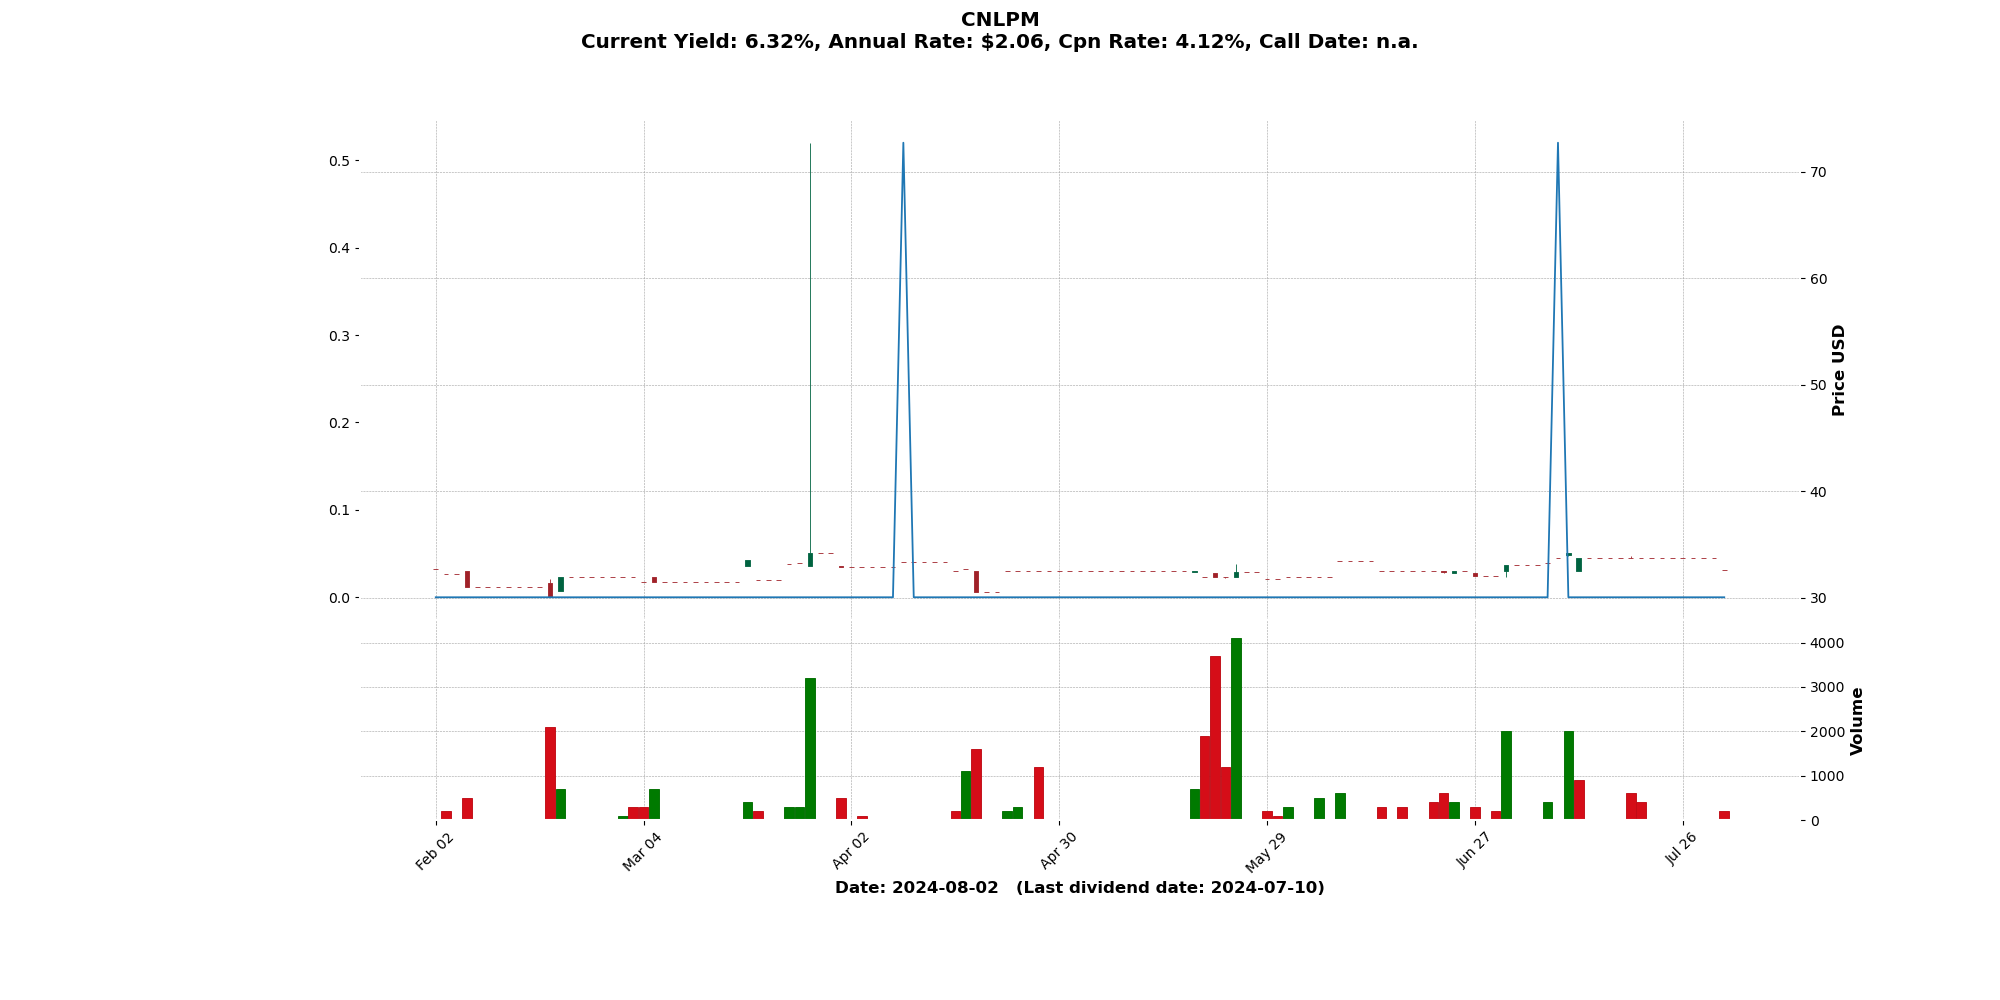 CNLPM
Current Yield: 6.32%, Annual Rate: $2.06, Cpn Rate: 4.12%, Call Date: n.a.
0.5
0.4
0.3
0.2
0.1
0.0
70
60
50
40
30
Price USD
4000
3000
2000
1000
0
Volume
Feb 02
Mar 04
Apr 02
Apr 30
May 29
Jun 27
Jul 26
Date: 2024-08-02   (Last dividend date: 2024-07-10)